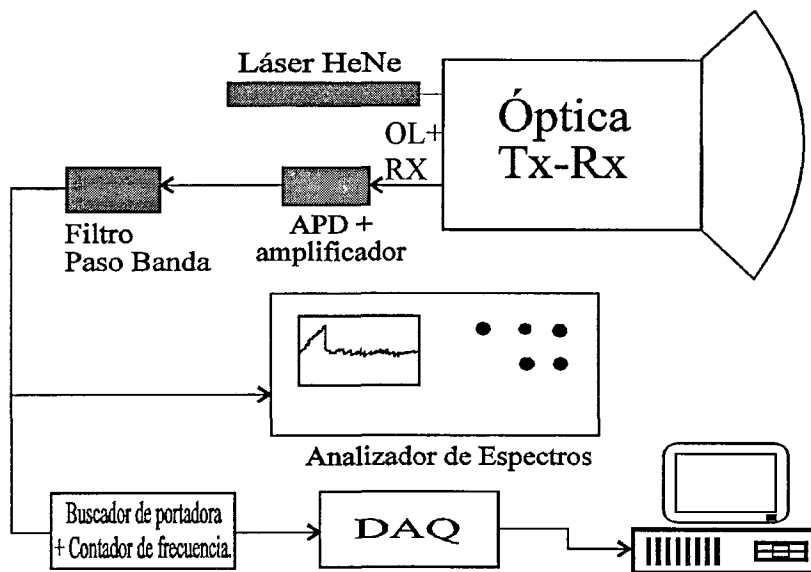 Láser HeNe
Óptica
Tx-Rx
OL+
RX
APD +
amplificador
Filtro
Paso Banda
Analizador de Espectros
Buscador de portadora
+ Contador de frecuencia.
DAQ